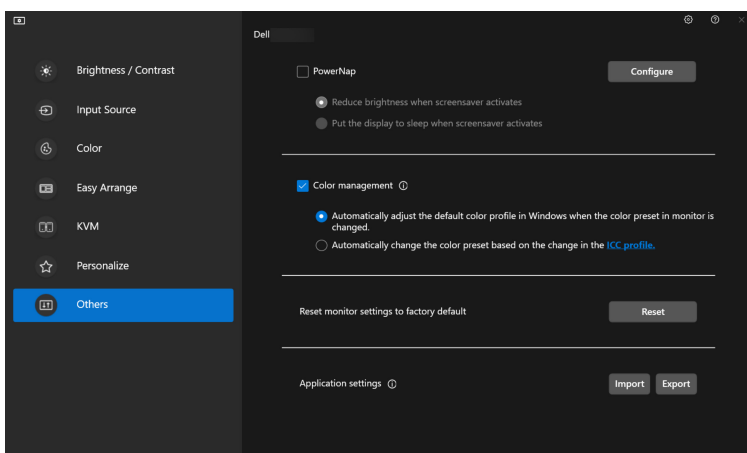 Dell
Brightness / Contrast
Input Source
Color
Easy Arrange
KVM
Personalize
Others
PowerNap
Configure
Reduce brightness when screensaver activates
Put the display to sleep when screensaver activates
Color management
Automatically adjust the default color profile in Windows when the color preset in monitor is
changed.
Automatically change the color preset based on the change in the ICC profile.
Reset monitor settings to factory default
Reset
Application settings
Import
Export